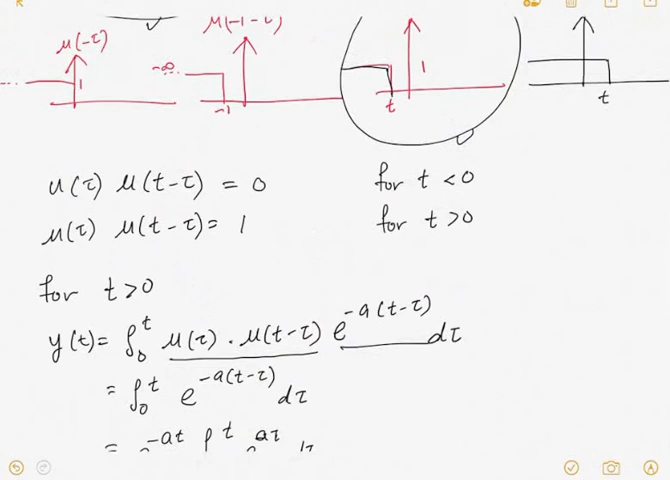 μ(-τ)
μ(-1-τ)
1
-∞
-1
1
t
t
u(τ) μ(t-τ) = 0 for t < 0
μ(τ) μ(t-τ) = 1 for t > 0
for t > 0
y(t) = ∫₀ᵗ μ(τ) . μ(t-τ) e^{-a(t-τ)} dτ
= ∫₀ᵗ e^{-a(t-τ)} dτ